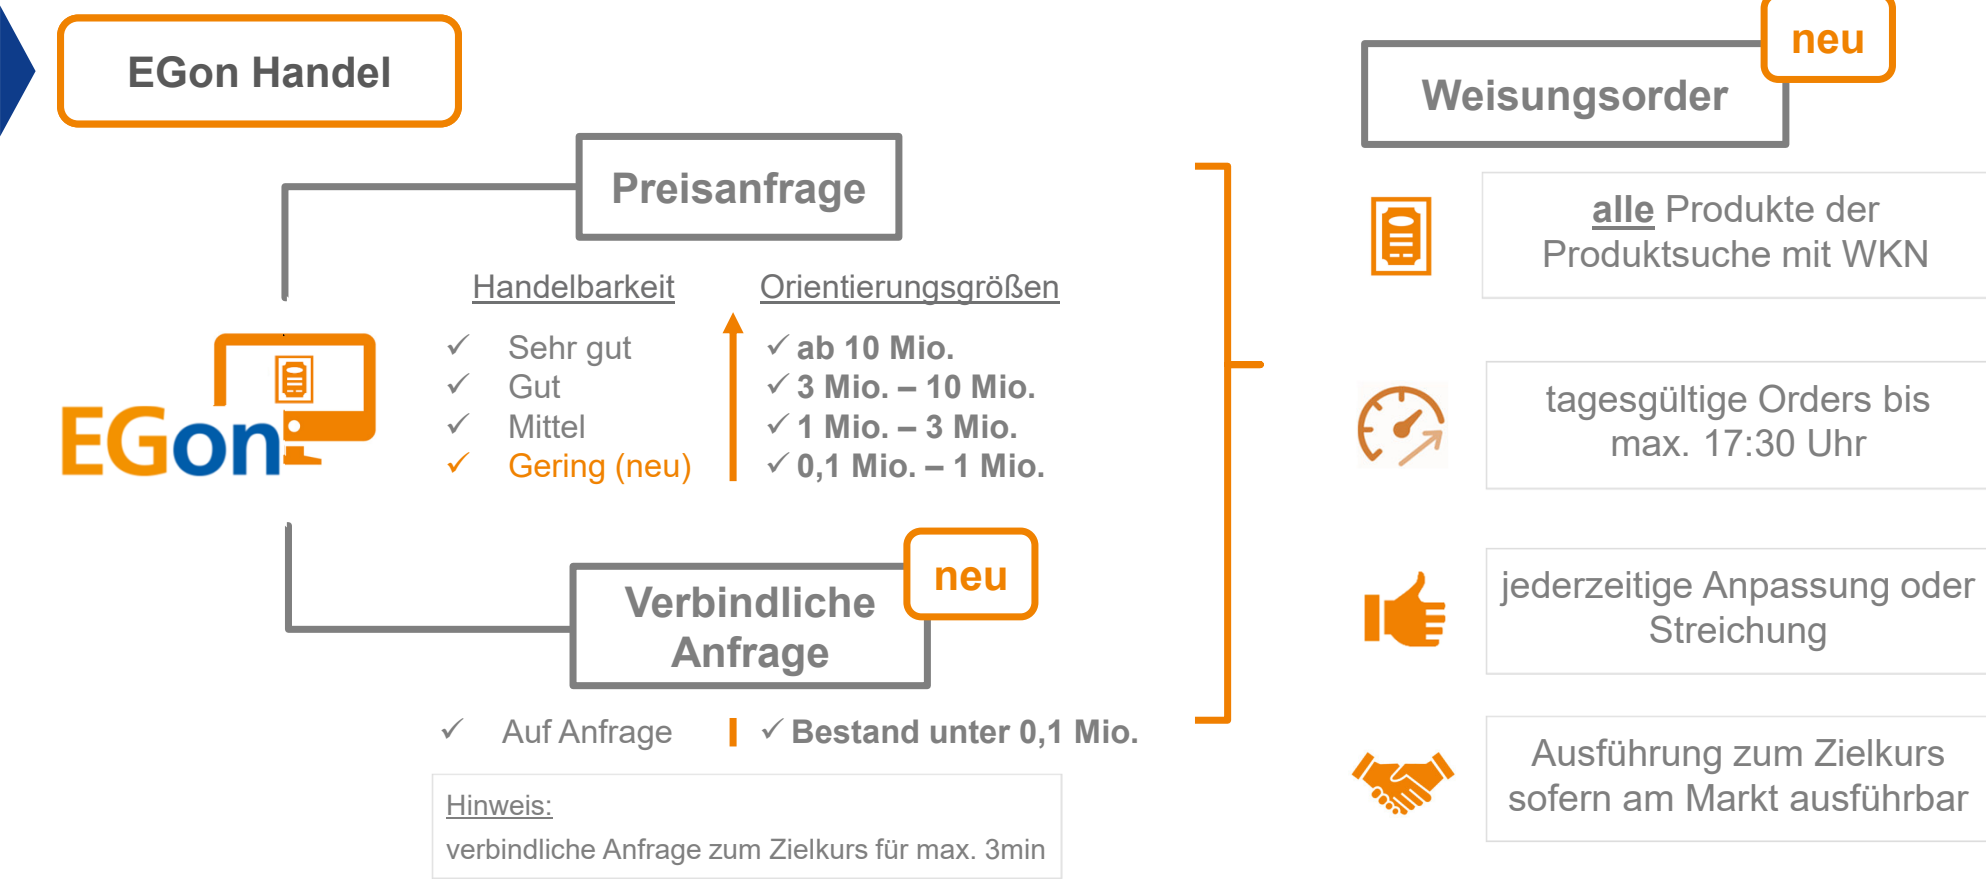 EGon Handel
Preisanfrage
Handelbarkeit
Orientierungsgrößen
✓ Sehr gut
✓ ab 10 Mio.
✓ Gut
✓ 3 Mio. – 10 Mio.
✓ Mittel
✓ 1 Mio. – 3 Mio.
✓ Gering (neu)
✓ 0,1 Mio. – 1 Mio.
EGon
neu
Verbindliche
Anfrage
✓ Auf Anfrage
✓ Bestand unter 0,1 Mio.
Hinweis:
verbindliche Anfrage zum Zielkurs für max. 3min
neu
Weisungsorder
alle Produkte der
Produktsuche mit WKN
tagesgültige Orders bis
max. 17:30 Uhr
jederzeitige Anpassung oder
Streichung
Ausführung zum Zielkurs
sofern am Markt ausführbar